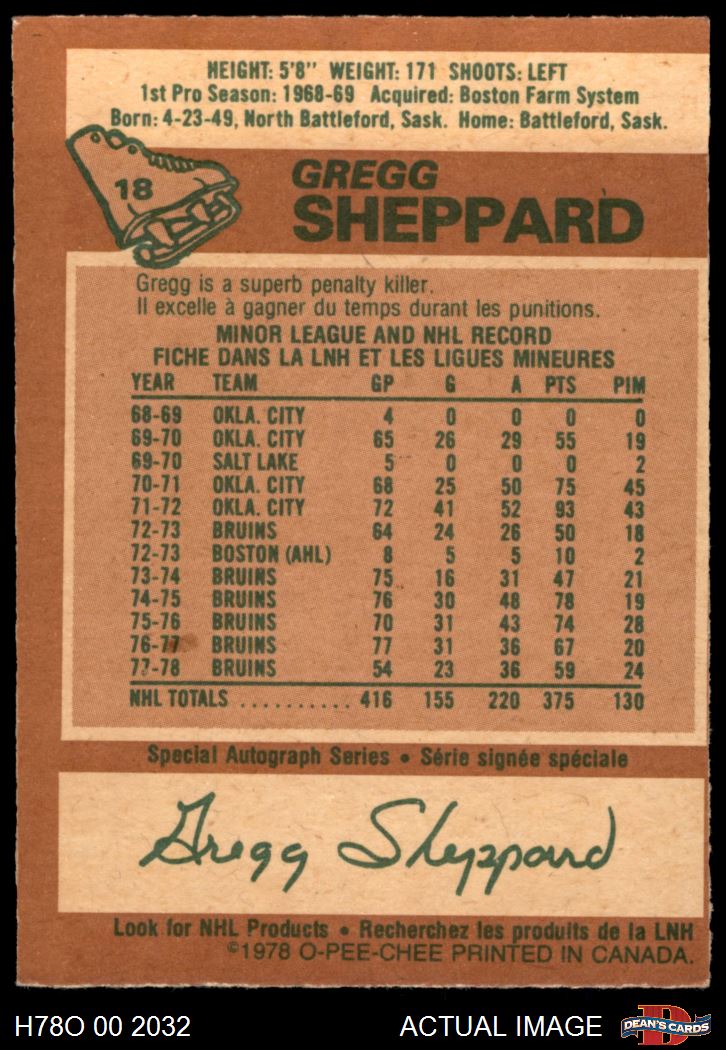 HEIGHT: 5'8" WEIGHT: 171 SHOOTS: LEFT
1st Pro Season: 1968-69 Acquired: Boston Farm System
Born: 4-23-49, North Battleford, Sask. Home: Battleford, Sask.
18
GREGG
SHEPPARD
Gregg is a superb penalty killer.
Il excelle à gagner du temps durant les punitions.
MINOR LEAGUE AND NHL RECORD
FICHE DANS LA LNH ET LES LIGUES MINEURES
YEAR TEAM GP G A PTS PIM
68-69 OKLA. CITY 4 0 0 0 0
69-70 OKLA. CITY 65 26 29 55 19
69-70 SALT LAKE 5 0 0 0 2
70-71 OKLA. CITY 68 25 50 75 45
71-72 OKLA. CITY 72 41 52 93 43
72-73 BRUINS 64 24 26 50 18
72-73 BOSTON (AHL) 8 5 5 10 2
73-74 BRUINS 75 16 31 47 21
74-75 BRUINS 76 30 48 78 19
75-76 BRUINS 70 31 43 74 28
76-77 BRUINS 77 31 36 67 20
77-78 BRUINS 54 23 36 59 24
NHL TOTALS .......... 416 155 220 375 130
Special Autograph Series • Série signée spéciale
Gregg Sheppard
Look for NHL Products • Recherchez les produits de la LNH
©1978 O-PEE-CHEE PRINTED IN CANADA.
H78O 00 2032 ACTUAL IMAGE D DEAN'S CARDS